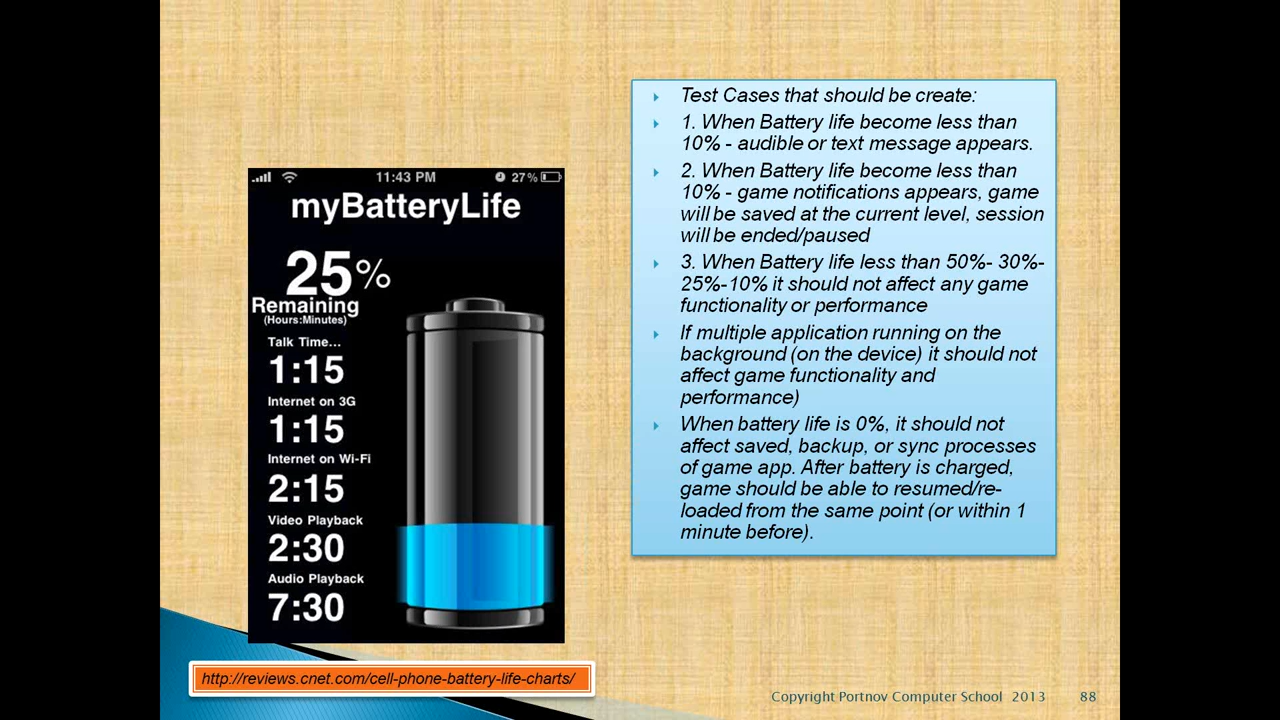 11:43 PM 27%
myBatteryLife
25%
Remaining
(Hours:Minutes)
Talk Time...
1:15
Internet on 3G
1:15
Internet on Wi-Fi
2:15
Video Playback
2:30
Audio Playback
7:30
http://reviews.cnet.com/cell-phone-battery-life-charts/
Test Cases that should be create:
1. When Battery life become less than
10% - audible or text message appears.
2. When Battery life become less than
10% - game notifications appears, game
will be saved at the current level, session
will be ended/paused
3. When Battery life less than 50%- 30%-
25%-10% it should not affect any game
functionality or performance
If multiple application running on the
background (on the device) it should not
affect game functionality and
performance)
When battery life is 0%, it should not
affect saved, backup, or sync processes
of game app. After battery is charged,
game should be able to resumed/re-
loaded from the same point (or within 1
minute before).
Copyright Portnov Computer School 2013 88